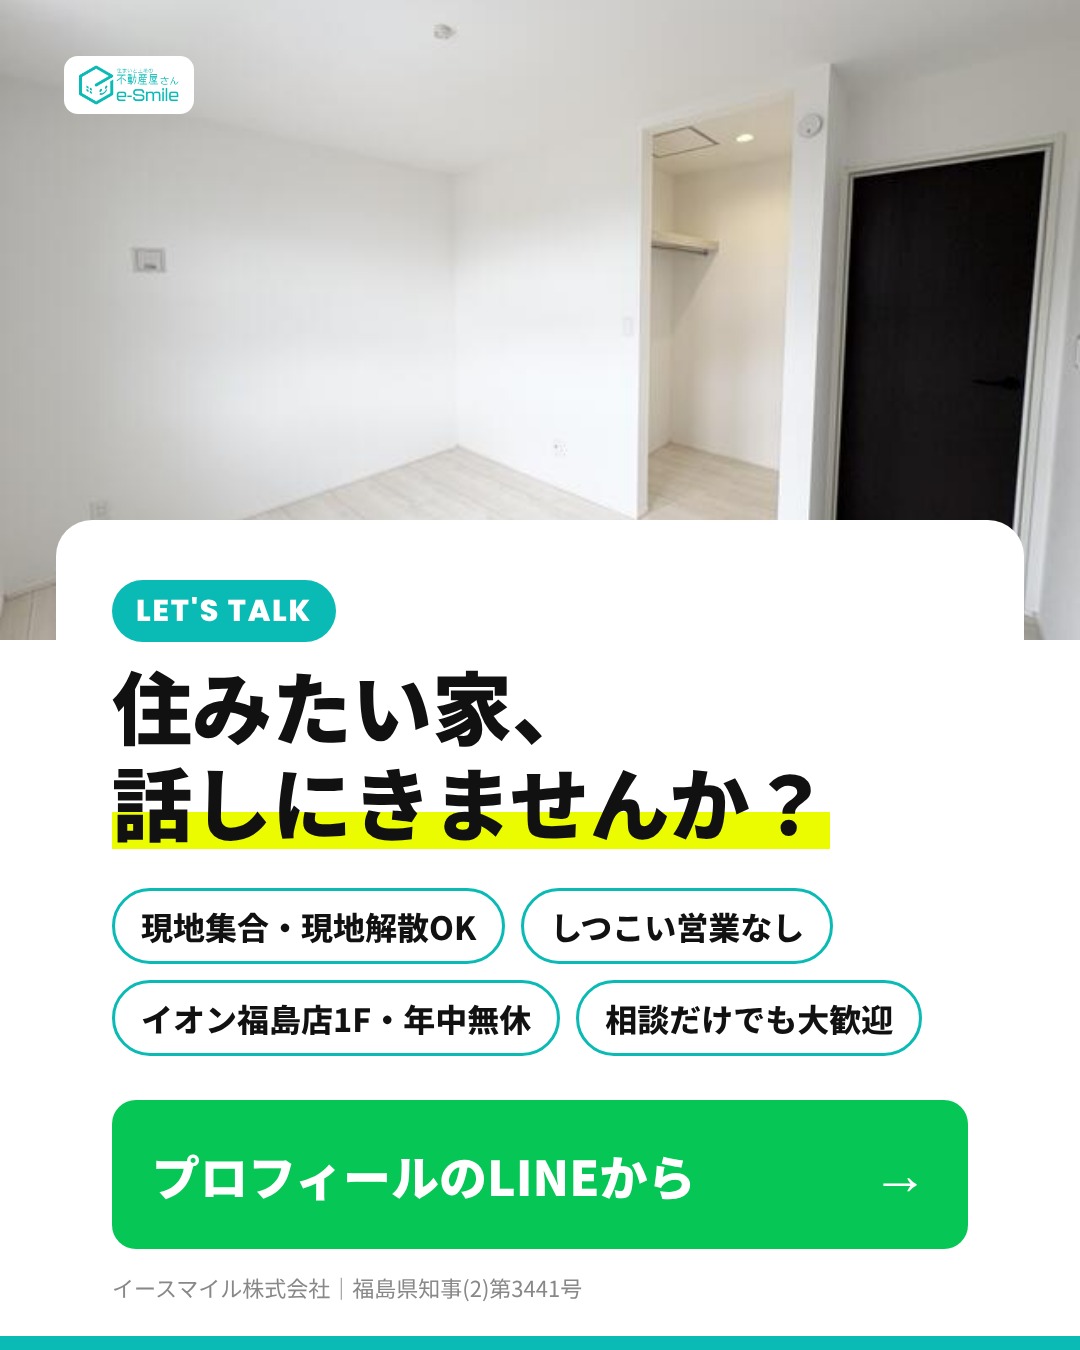 不動産屋さん
e-Smile
LET'S TALK
住みたい家、
話しにきませんか？
現地集合・現地解散OK
しつこい営業なし
イオン福島店1F・年中無休
相談だけでも大歓迎
プロフィールのLINEから →
イースマイル株式会社｜福島県知事(2)第3441号